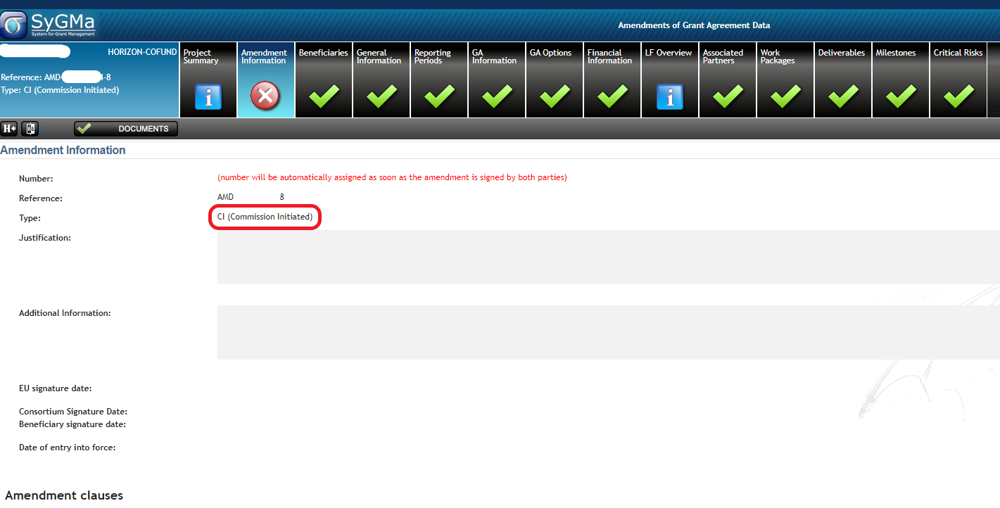 SyGMa
System for Grant Management
Amendments of Grant Agreement Data
HORIZON-COFUND
Reference: AMD-    -8
Type: CI (Commission Initiated)
Project Summary
Amendment Information
Beneficiaries
General Information
Reporting Periods
GA Information
GA Options
Financial Information
LF Overview
Associated Partners
Work Packages
Deliverables
Milestones
Critical Risks
DOCUMENTS
Amendment Information
Number: (number will be automatically assigned as soon as the amendment is signed by both parties)
Reference: AMD 8
Type: CI (Commission Initiated)
Justification:
Additional Information:
EU signature date:
Consortium Signature Date:
Beneficiary signature date:
Date of entry into force:
Amendment clauses